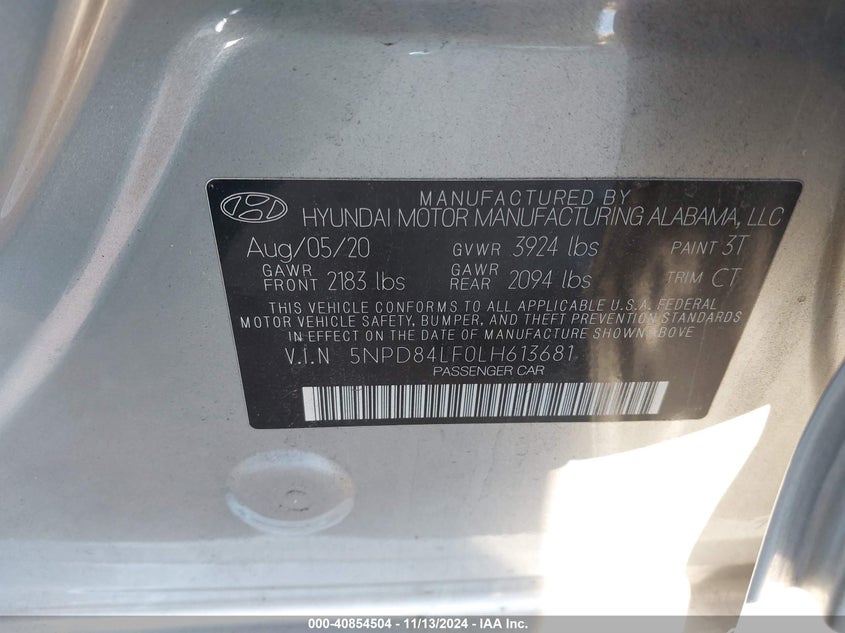 MANUFACTURED BY
HYUNDAI MOTOR MANUFACTURING ALABAMA, LLC
Aug/05/20 GVWR 3924 lbs PAINT 3T
GAWR FRONT 2183 lbs GAWR REAR 2094 lbs TRIM CT
THIS VEHICLE CONFORMS TO ALL APPLICABLE U.S.A. FEDERAL
MOTOR VEHICLE SAFETY, BUMPER, AND THEFT PREVENTION STANDARDS
IN EFFECT ON THE DATE OF MANUFACTURE SHOWN ABOVE
V.I.N 5NPD84LF0LH613681
PASSENGER CAR
000-40854504 - 11/13/2024 - IAA Inc.